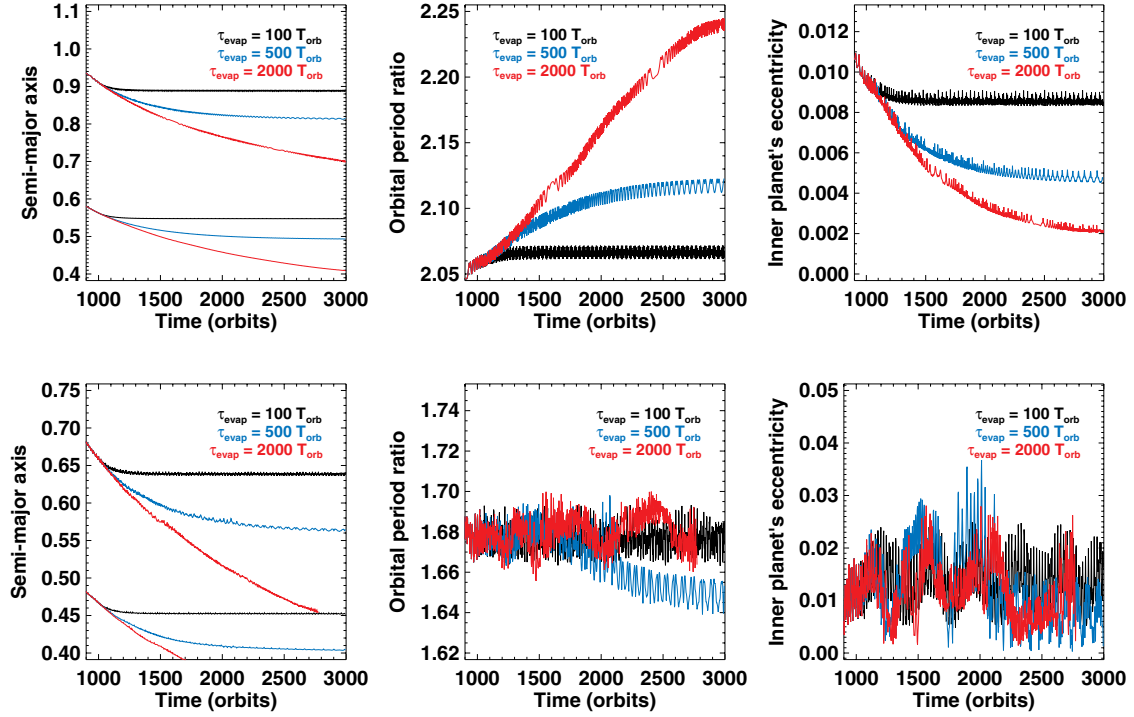 1.1
1.0
0.9
0.8
0.7
0.6
0.5
0.4
Semi-major axis
τevap = 100 Torb
τevap = 500 Torb
τevap = 2000 Torb
1000 1500 2000 2500 3000
Time (orbits)
2.25
2.20
2.15
2.10
2.05
Orbital period ratio
τevap = 100 Torb
τevap = 500 Torb
τevap = 2000 Torb
1000 1500 2000 2500 3000
Time (orbits)
0.012
0.010
0.008
0.006
0.004
0.002
0.000
Inner planet's eccentricity
τevap = 100 Torb
τevap = 500 Torb
τevap = 2000 Torb
1000 1500 2000 2500 3000
Time (orbits)
0.75
0.70
0.65
0.60
0.55
0.50
0.45
0.40
Semi-major axis
τevap = 100 Torb
τevap = 500 Torb
τevap = 2000 Torb
1000 1500 2000 2500 3000
Time (orbits)
1.74
1.72
1.70
1.68
1.66
1.64
1.62
Orbital period ratio
τevap = 100 Torb
τevap = 500 Torb
τevap = 2000 Torb
1000 1500 2000 2500 3000
Time (orbits)
0.05
0.04
0.03
0.02
0.01
0.00
Inner planet's eccentricity
τevap = 100 Torb
τevap = 500 Torb
τevap = 2000 Torb
1000 1500 2000 2500 3000
Time (orbits)